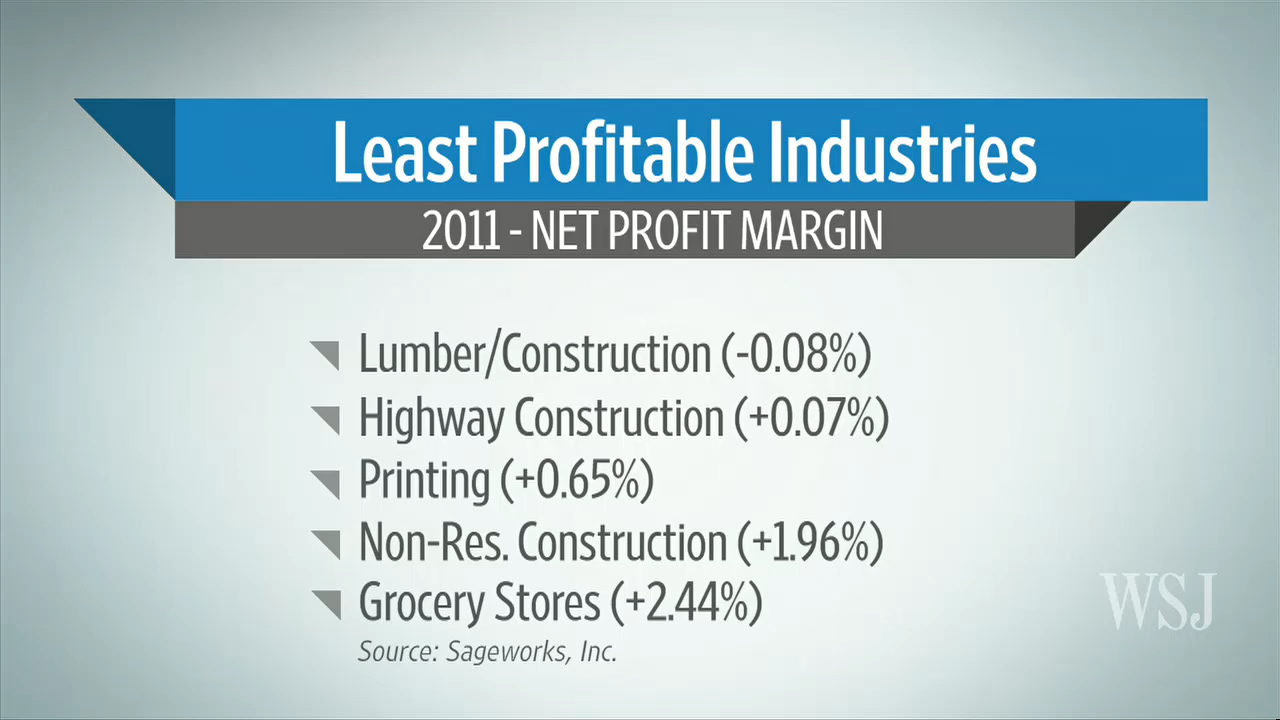 Least Profitable Industries
2011 - NET PROFIT MARGIN
Lumber/Construction (-0.08%)
Highway Construction (+0.07%)
Printing (+0.65%)
Non-Res. Construction (+1.96%)
Grocery Stores (+2.44%)
Source: Sageworks, Inc.
WSJ